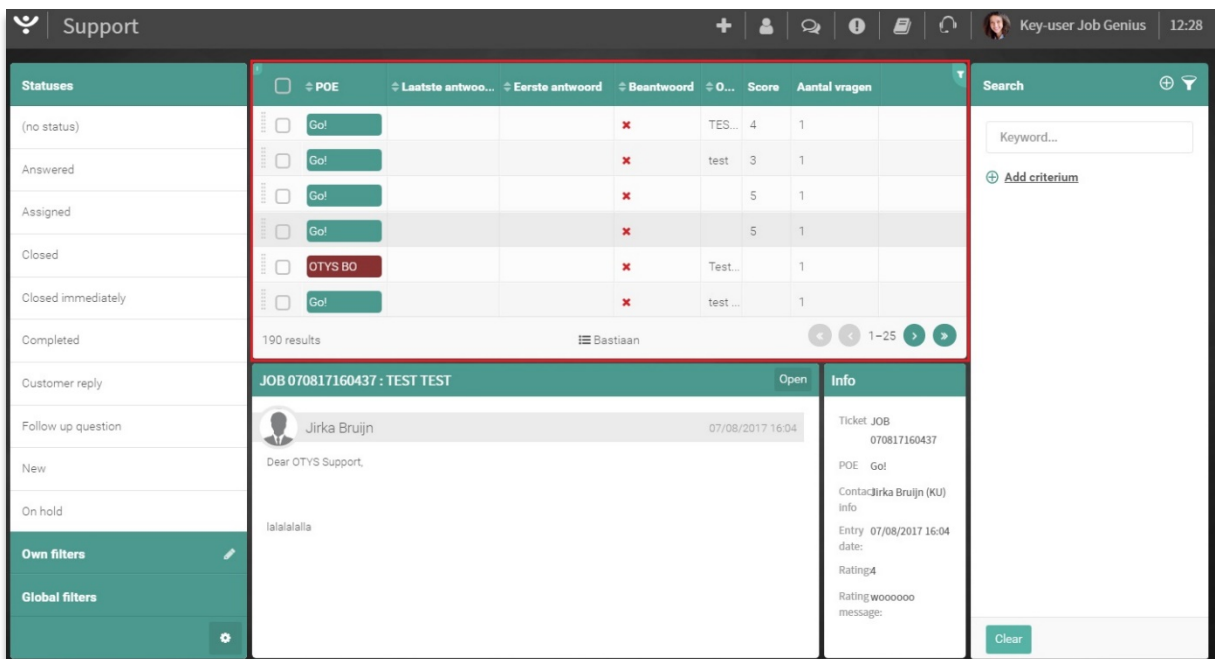 Support
Key-user Job Genius
12:28
Statuses
(no status)
Answered
Assigned
Closed
Closed immediately
Completed
Customer reply
Follow up question
New
On hold
Own filters
Global filters
POE Laatste antwoo... Eerste antwoord Beantwoord O... Score Aantal vragen
Go! TES... 4 1
Go! test 3 1
Go! 5 1
Go! 5 1
OTYS BO Test... 1
Go! test ... 1
190 results Bastiaan 1–25
JOB 070817160437 : TEST TEST Open
Jirka Bruijn 07/08/2017 16:04
Dear OTYS Support,
lalalalalla
Info
Ticket JOB
070817160437
POE Go!
Contac Jirka Bruijn (KU)
info
Entry 07/08/2017 16:04
date:
Rating: 4
Rating woooooo
message:
Search
Keyword...
Add criterium
Clear